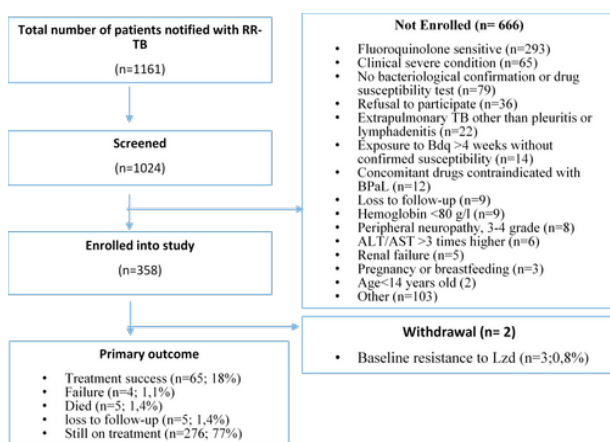 Total number of patients notified with RR-
TB
(n=1161)
Screened
(n=1024)
Enrolled into study
(n=358)
Primary outcome
• Treatment success (n=65; 18%)
• Failure (n=4; 1,1%)
• Died (n=5; 1,4%)
• loss to follow-up (n=5; 1,4%)
• Still on treatment (n=276; 77%)
Not Enrolled (n= 666)
• Fluoroquinolone sensitive (n=293)
• Clinical severe condition (n=65)
• No bacteriological confirmation or drug
susceptibility test (n=79)
• Refusal to participate (n=36)
• Extrapulmonary TB other than pleuritis or
lymphadenitis (n=22)
• Exposure to Bdq >4 weeks without
confirmed susceptibility (n=14)
• Concomitant drugs contraindicated with
BPaL (n=12)
• Loss to follow-up (n=9)
• Hemoglobin <80 g/l (n=9)
• Peripheral neuropathy, 3-4 grade (n=8)
• ALT/AST >3 times higher (n=6)
• Renal failure (n=5)
• Pregnancy or breastfeeding (n=3)
• Age<14 years old (2)
• Other (n=103)
Withdrawal (n= 2)
• Baseline resistance to Lzd (n=3;0,8%)